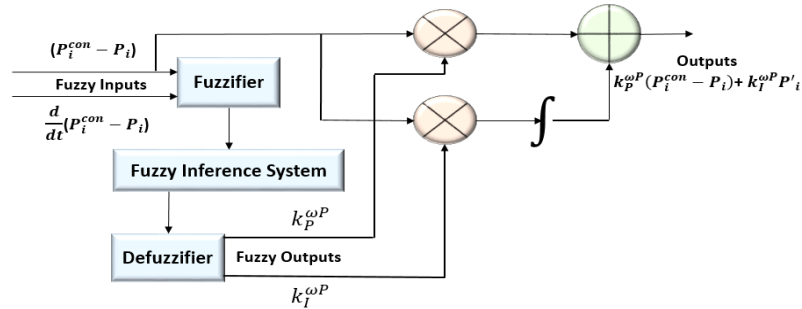 (P_i^{con} − P_i)
Fuzzy Inputs
d/dt(P_i^{con} − P_i)
Fuzzifier
Fuzzy Inference System
Defuzzifier
k_P^{ωP}
Fuzzy Outputs
k_I^{ωP}
∫
Outputs
k_P^{ωP}(P_i^{con} − P_i)+ k_I^{ωP}P'_i